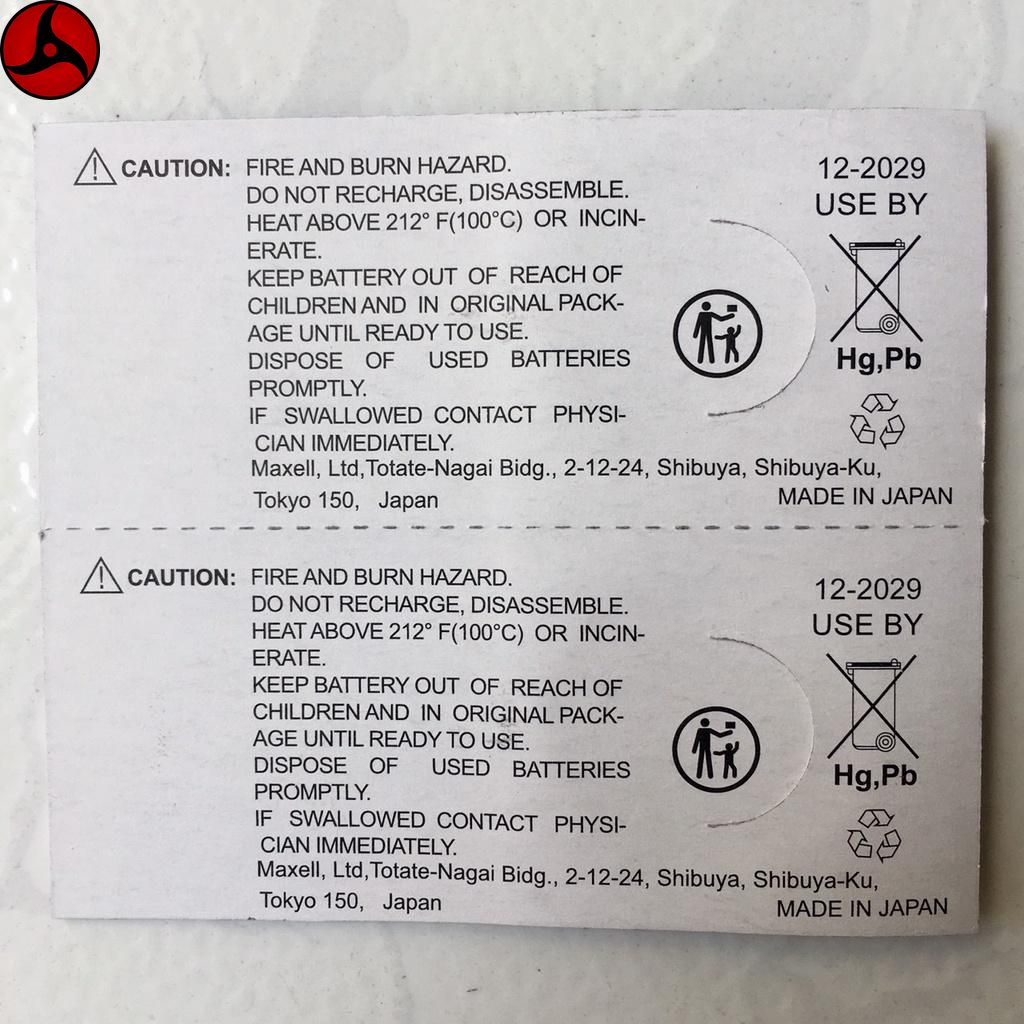 CAUTION: FIRE AND BURN HAZARD.
DO NOT RECHARGE, DISASSEMBLE.
HEAT ABOVE 212° F(100°C) OR INCIN-
ERATE.
KEEP BATTERY OUT OF REACH OF
CHILDREN AND IN ORIGINAL PACK-
AGE UNTIL READY TO USE.
DISPOSE OF USED BATTERIES
PROMPTLY.
IF SWALLOWED CONTACT PHYSI-
CIAN IMMEDIATELY.
Maxell, Ltd,Totate-Nagai Bidg., 2-12-24, Shibuya, Shibuya-Ku,
Tokyo 150, Japan
12-2029
USE BY
Hg,Pb
MADE IN JAPAN
CAUTION: FIRE AND BURN HAZARD.
DO NOT RECHARGE, DISASSEMBLE.
HEAT ABOVE 212° F(100°C) OR INCIN-
ERATE.
KEEP BATTERY OUT OF REACH OF
CHILDREN AND IN ORIGINAL PACK-
AGE UNTIL READY TO USE.
DISPOSE OF USED BATTERIES
PROMPTLY.
IF SWALLOWED CONTACT PHYSI-
CIAN IMMEDIATELY.
Maxell, Ltd,Totate-Nagai Bidg., 2-12-24, Shibuya, Shibuya-Ku,
Tokyo 150, Japan
12-2029
USE BY
Hg,Pb
MADE IN JAPAN